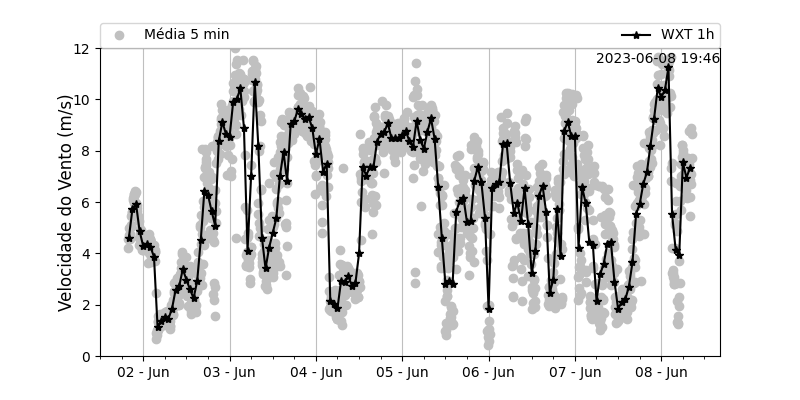 Média 5 min
WXT 1h
2023-06-08 19:46
Velocidade do Vento (m/s)
12
10
8
6
4
2
0
02 - Jun
03 - Jun
04 - Jun
05 - Jun
06 - Jun
07 - Jun
08 - Jun